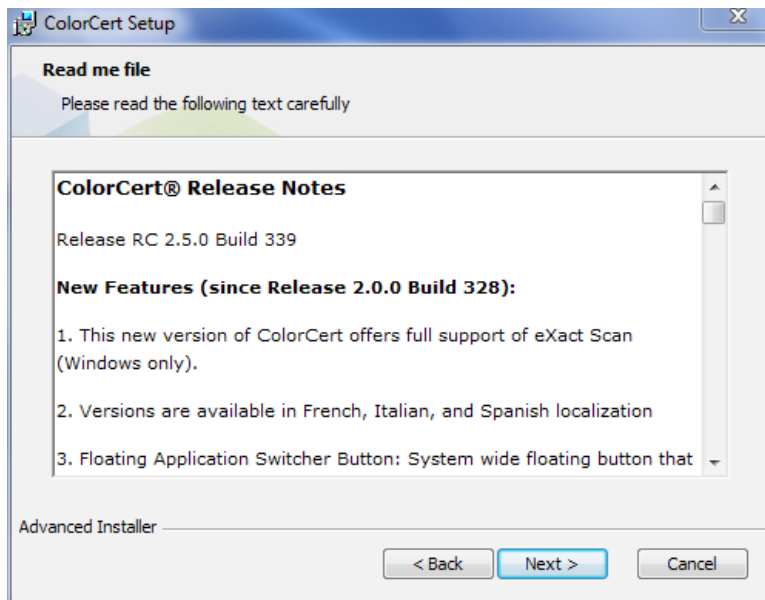 ColorCert Setup
Read me file
Please read the following text carefully
ColorCert® Release Notes
Release RC 2.5.0 Build 339
New Features (since Release 2.0.0 Build 328):
1. This new version of ColorCert offers full support of eXact Scan
(Windows only).
2. Versions are available in French, Italian, and Spanish localization
3. Floating Application Switcher Button: System wide floating button that
Advanced Installer
< Back Next > Cancel